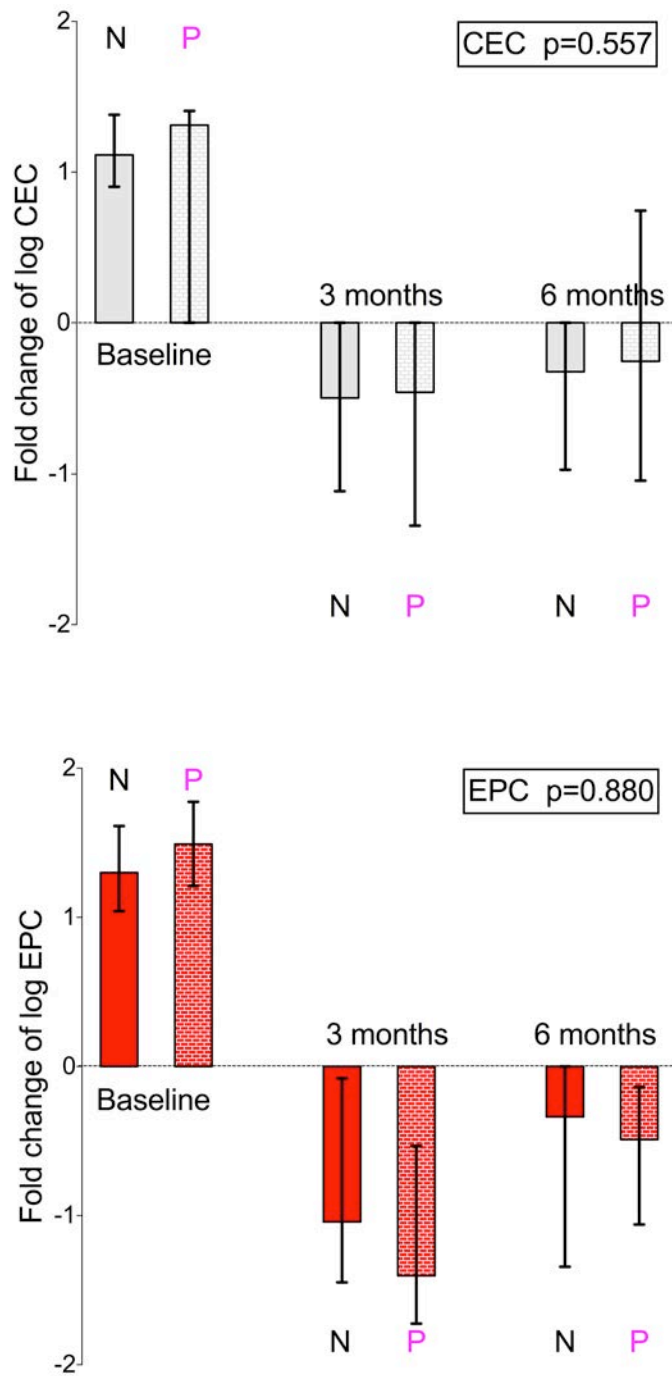 2
N P
CEC p=0.557
1
Fold change of log CEC
3 months 6 months
0
Baseline
-1
N P N P
-2
2
N P
EPC p=0.880
1
Fold change of log EPC
3 months 6 months
0
Baseline
-1
N P N P
-2